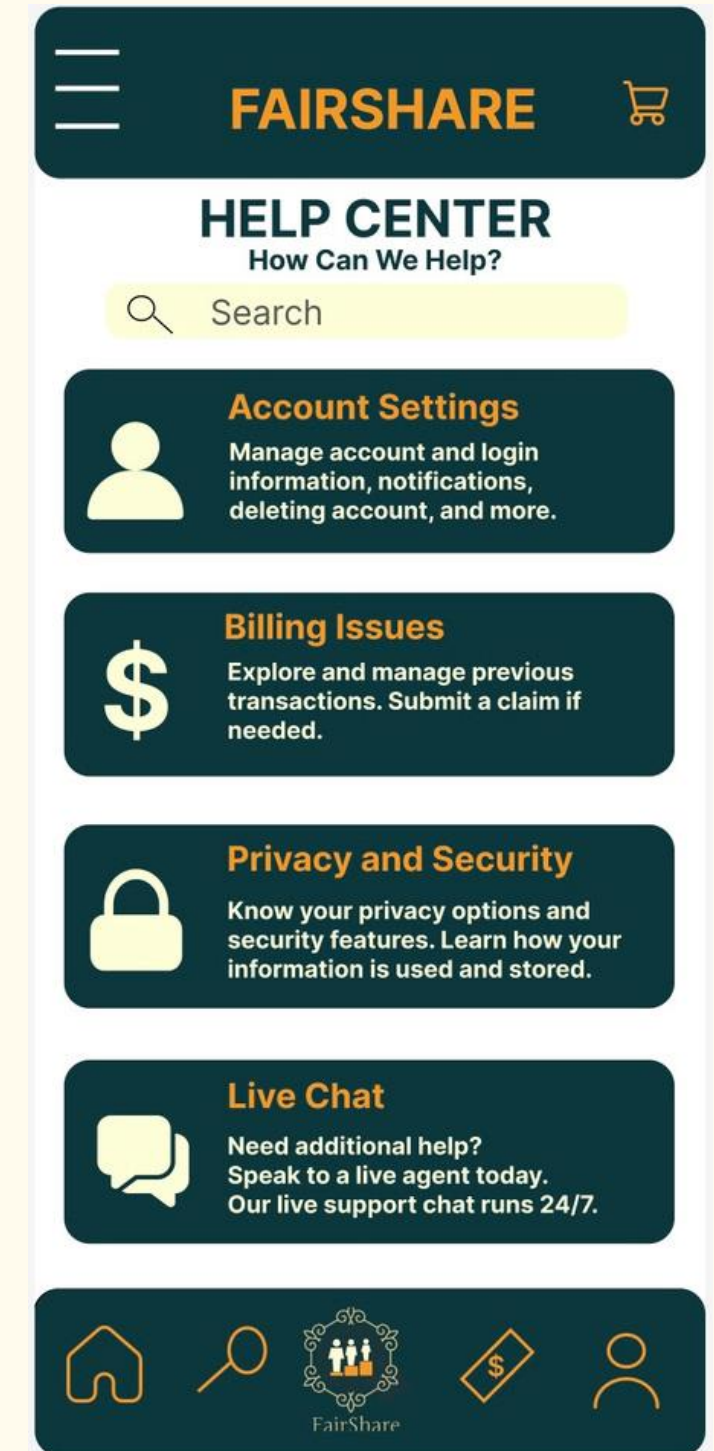 FAIRSHARE
HELP CENTER
How Can We Help?
Search
Account Settings
Manage account and login
information, notifications,
deleting account, and more.
$
Billing Issues
Explore and manage previous
transactions. Submit a claim if
needed.
Privacy and Security
Know your privacy options and
security features. Learn how your
information is used and stored.
Live Chat
Need additional help?
Speak to a live agent today.
Our live support chat runs 24/7.
$
FairShare